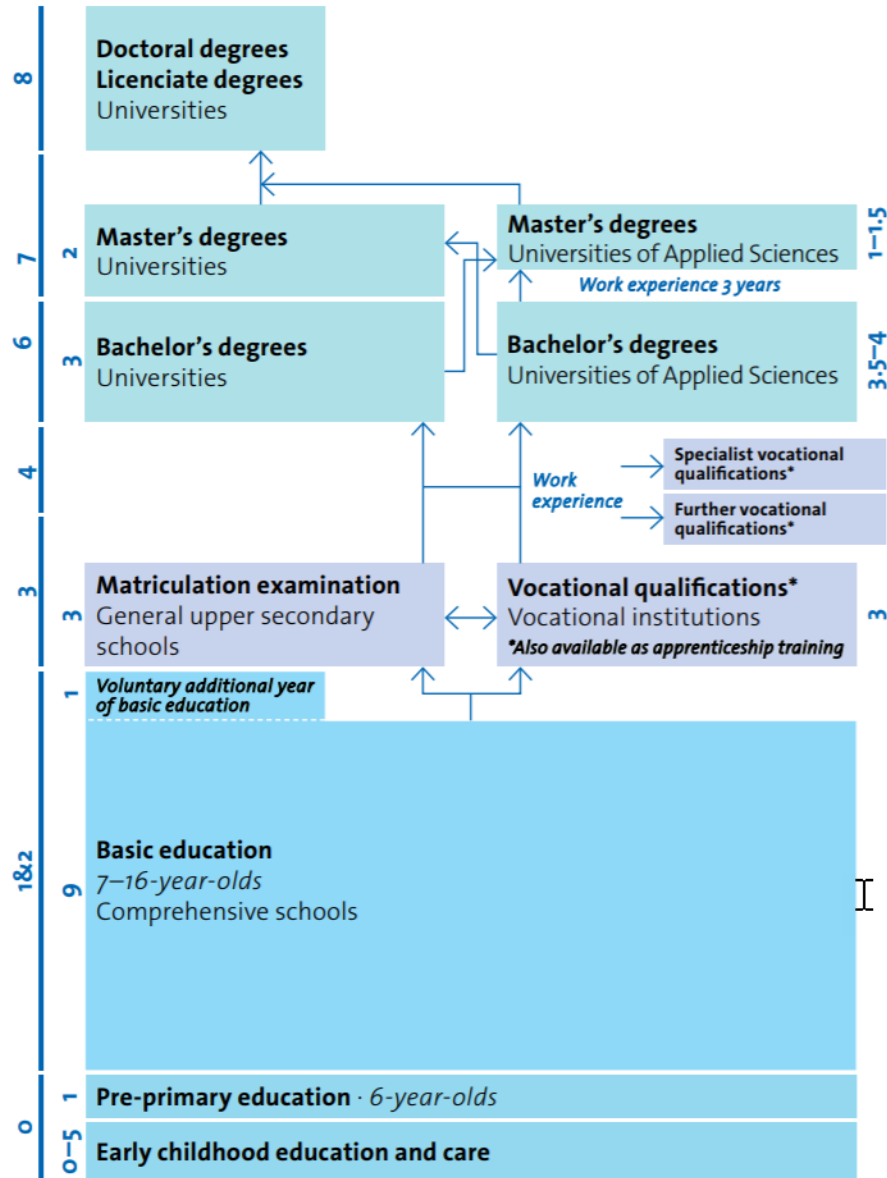 8
Doctoral degrees
Licenciate degrees
Universities
7
2
Master's degrees
Universities
Master's degrees
Universities of Applied Sciences
1–1.5
Work experience 3 years
6
3
Bachelor's degrees
Universities
Bachelor's degrees
Universities of Applied Sciences
3.5–4
4
Work
experience
Specialist vocational
qualifications*
Further vocational
qualifications*
3
3
Matriculation examination
General upper secondary
schools
Vocational qualifications*
Vocational institutions
*Also available as apprenticeship training
3
1
Voluntary additional year
of basic education
1&2
9
Basic education
7–16-year-olds
Comprehensive schools
0
1
Pre-primary education · 6-year-olds
0–5
Early childhood education and care